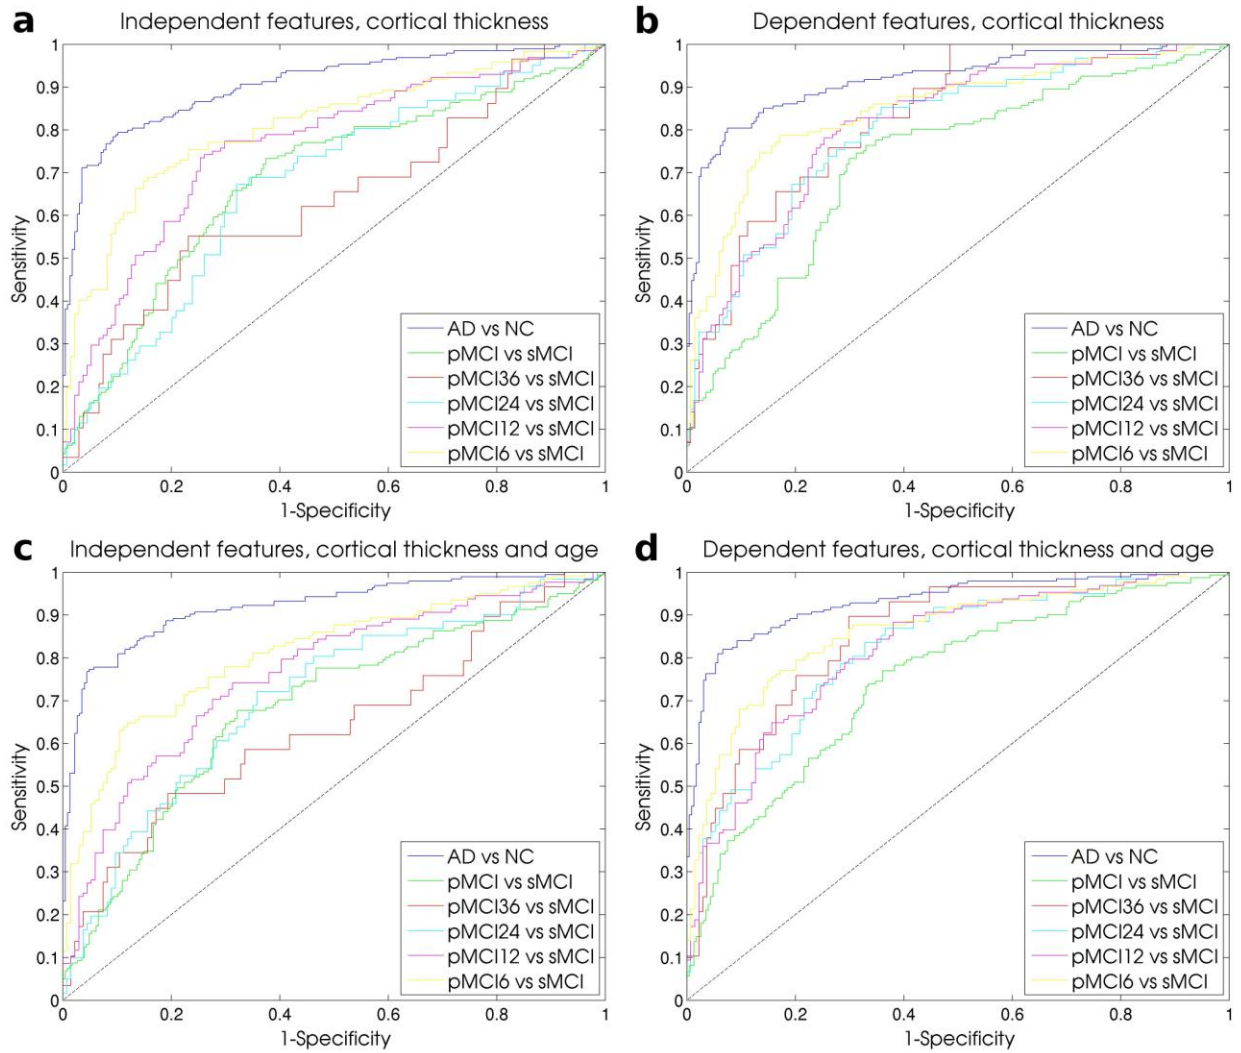 a Independent features, cortical thickness
1
0.9
0.8
0.7
0.6
0.5
0.4
0.3
0.2
0.1
0
Sensitivity
AD vs NC
pMCI vs sMCI
pMCI36 vs sMCI
pMCI24 vs sMCI
pMCI12 vs sMCI
pMCI6 vs sMCI
0 0.2 0.4 0.6 0.8 1
1-Specificity
b Dependent features, cortical thickness
1
0.9
0.8
0.7
0.6
0.5
0.4
0.3
0.2
0.1
0
Sensitivity
AD vs NC
pMCI vs sMCI
pMCI36 vs sMCI
pMCI24 vs sMCI
pMCI12 vs sMCI
pMCI6 vs sMCI
0 0.2 0.4 0.6 0.8 1
1-Specificity
c Independent features, cortical thickness and age
1
0.9
0.8
0.7
0.6
0.5
0.4
0.3
0.2
0.1
0
Sensitivity
AD vs NC
pMCI vs sMCI
pMCI36 vs sMCI
pMCI24 vs sMCI
pMCI12 vs sMCI
pMCI6 vs sMCI
0 0.2 0.4 0.6 0.8 1
1-Specificity
d Dependent features, cortical thickness and age
1
0.9
0.8
0.7
0.6
0.5
0.4
0.3
0.2
0.1
0
Sensitivity
AD vs NC
pMCI vs sMCI
pMCI36 vs sMCI
pMCI24 vs sMCI
pMCI12 vs sMCI
pMCI6 vs sMCI
0 0.2 0.4 0.6 0.8 1
1-Specificity